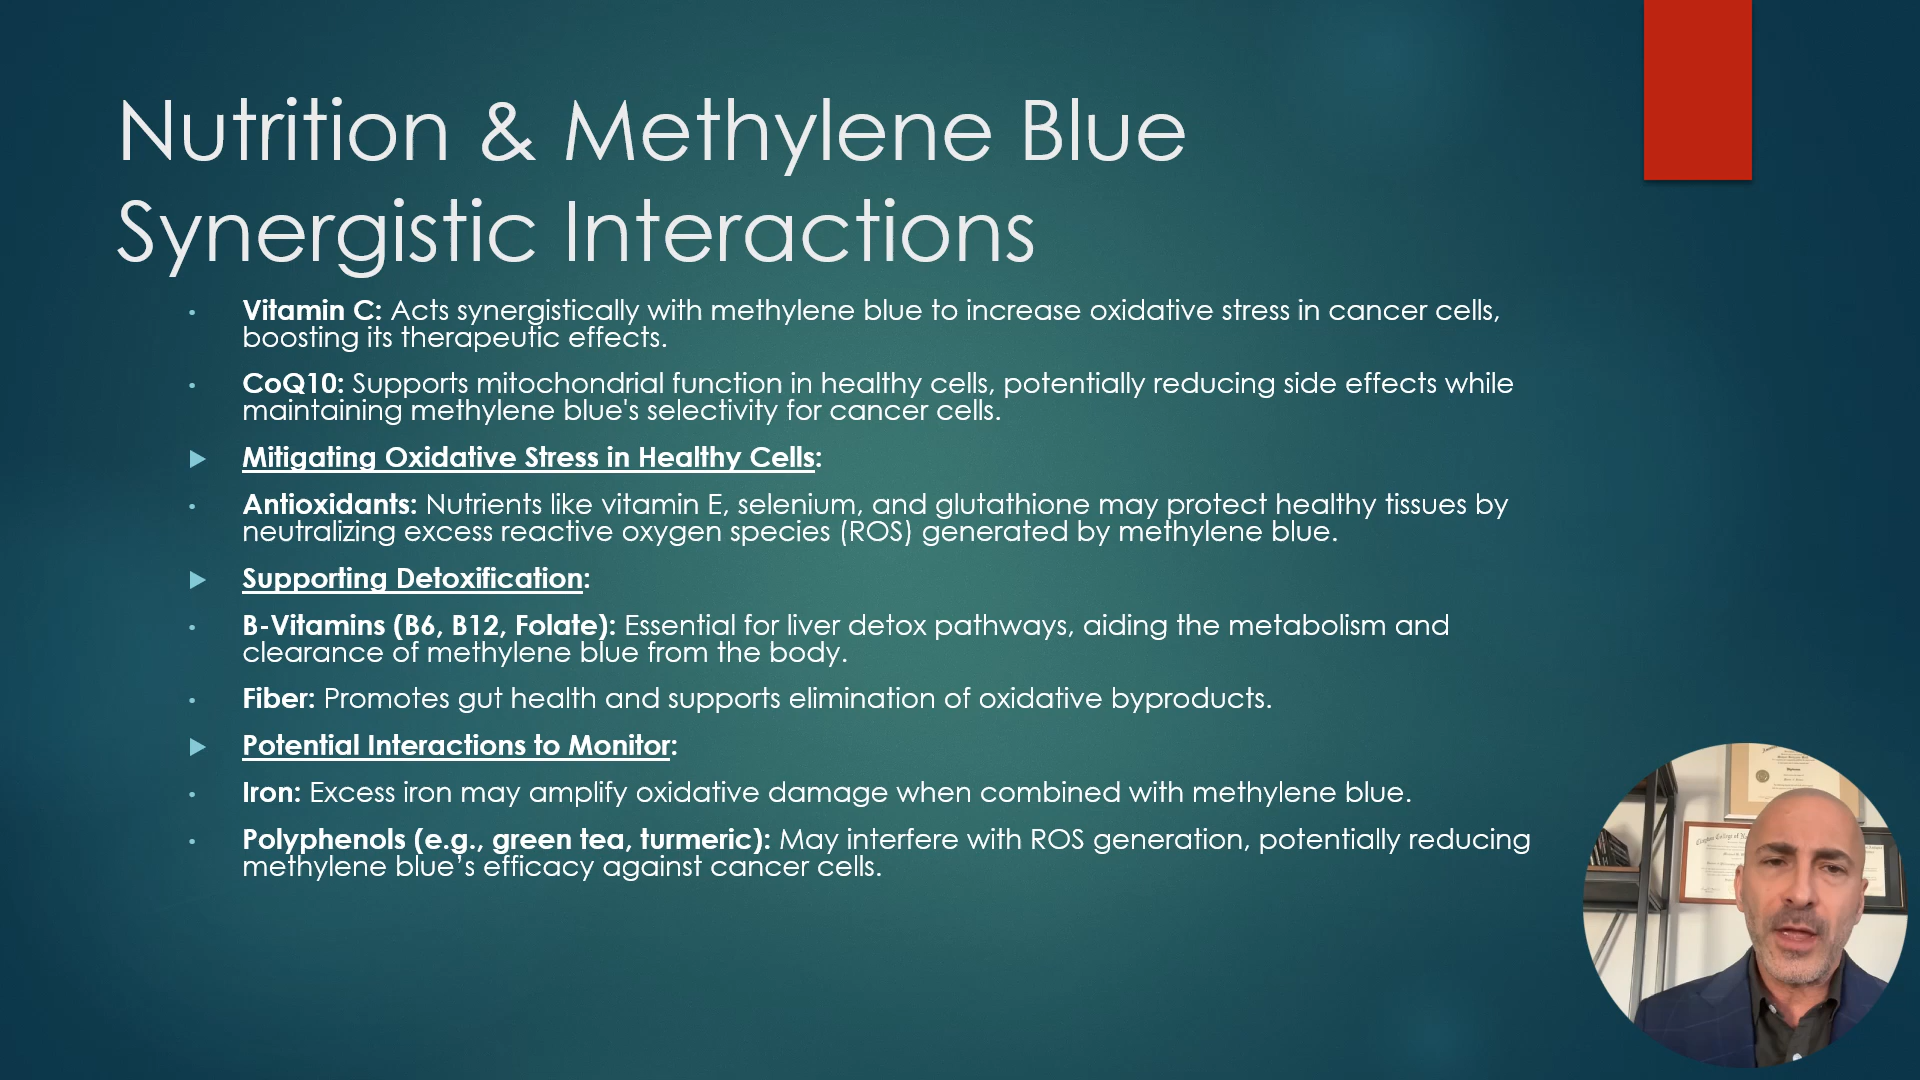 Nutrition & Methylene Blue
Synergistic Interactions
• Vitamin C: Acts synergistically with methylene blue to increase oxidative stress in cancer cells,
boosting its therapeutic effects.
• CoQ10: Supports mitochondrial function in healthy cells, potentially reducing side effects while
maintaining methylene blue's selectivity for cancer cells.
▶ Mitigating Oxidative Stress in Healthy Cells:
• Antioxidants: Nutrients like vitamin E, selenium, and glutathione may protect healthy tissues by
neutralizing excess reactive oxygen species (ROS) generated by methylene blue.
▶ Supporting Detoxification:
• B-Vitamins (B6, B12, Folate): Essential for liver detox pathways, aiding the metabolism and
clearance of methylene blue from the body.
• Fiber: Promotes gut health and supports elimination of oxidative byproducts.
▶ Potential Interactions to Monitor:
• Iron: Excess iron may amplify oxidative damage when combined with methylene blue.
• Polyphenols (e.g., green tea, turmeric): May interfere with ROS generation, potentially reducing
methylene blue’s efficacy against cancer cells.